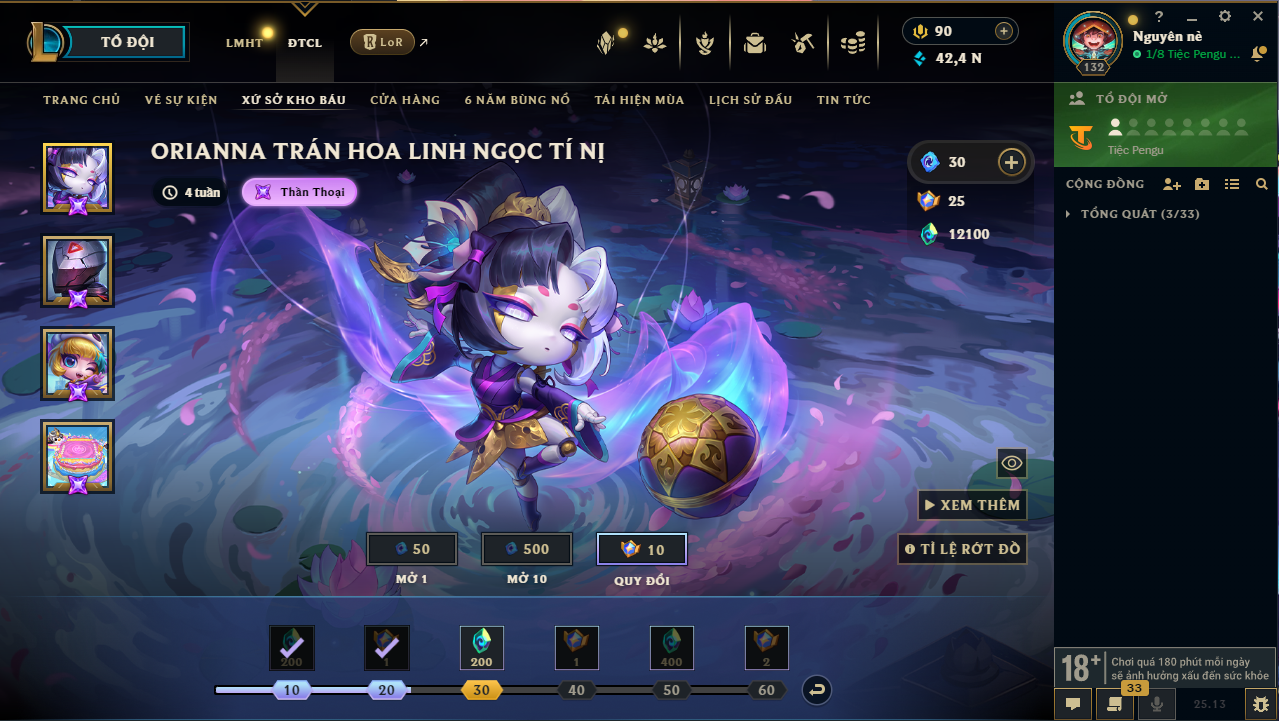 TỔ ĐỘI
LMHT
ĐTCL
LoR
90
42,4 N
?
Nguyên nè
1/8 Tiệc Pengu ...
132
TRANG CHỦ
VÉ SỰ KIỆN
XỨ SỞ KHO BÁU
CỬA HÀNG
6 NĂM BÙNG NỔ
TÁI HIỆN MÙA
LỊCH SỬ ĐẤU
TIN TỨC
TỔ ĐỘI MỞ
Tiệc Pengu
CỘNG ĐỒNG
TỔNG QUÁT (3/33)
ORIANNA TRÁN HOA LINH NGỌC TÍ NỊ
4 tuần
Thần Thoại
30
25
12100
XEM THÊM
TỈ LỆ RỚT ĐỒ
50
500
10
MỞ 1
MỞ 10
QUY ĐỔI
200
1
200
1
400
2
10
20
30
40
50
60
18+
Chơi quá 180 phút mỗi ngày
sẽ ảnh hưởng xấu đến sức khỏe
33
25.13